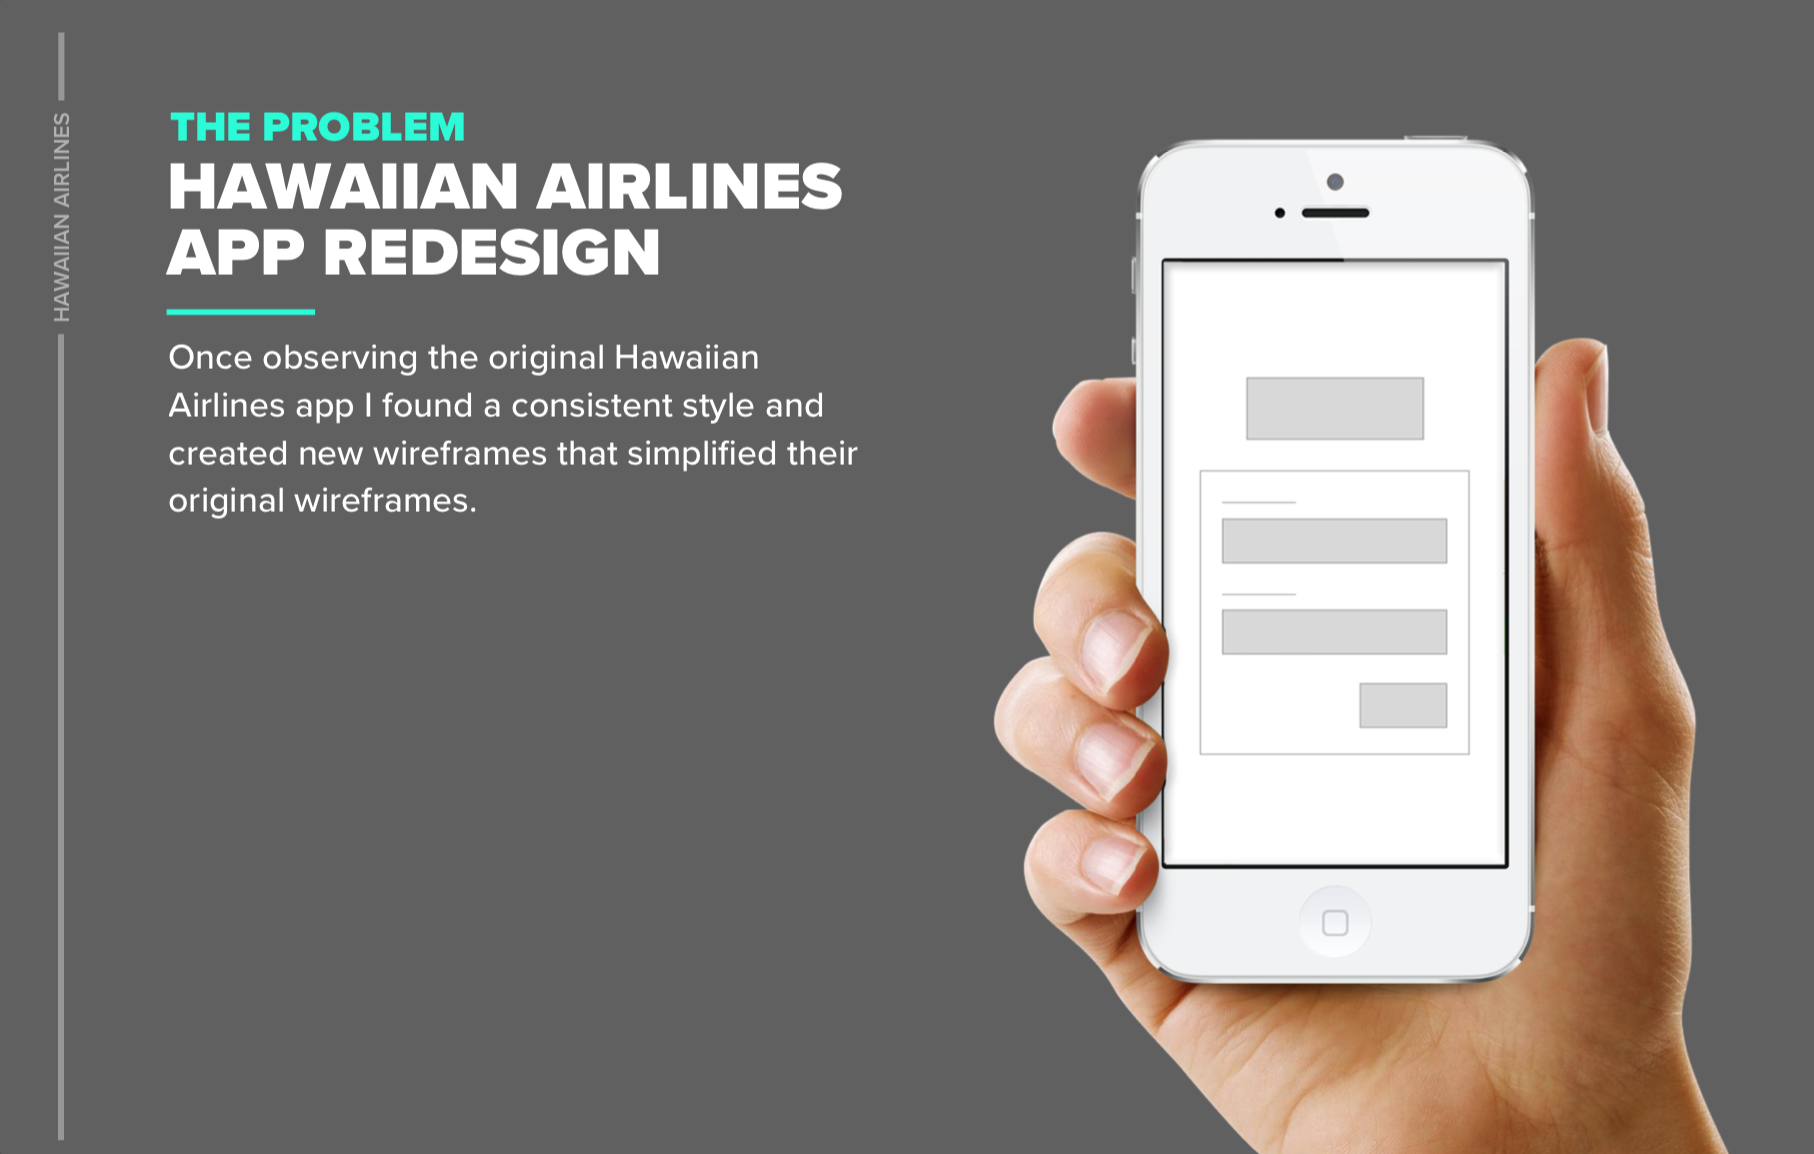 HAWAIIAN AIRLINES
THE PROBLEM
HAWAIIAN AIRLINES
APP REDESIGN
Once observing the original Hawaiian
Airlines app I found a consistent style and
created new wireframes that simplified their
original wireframes.